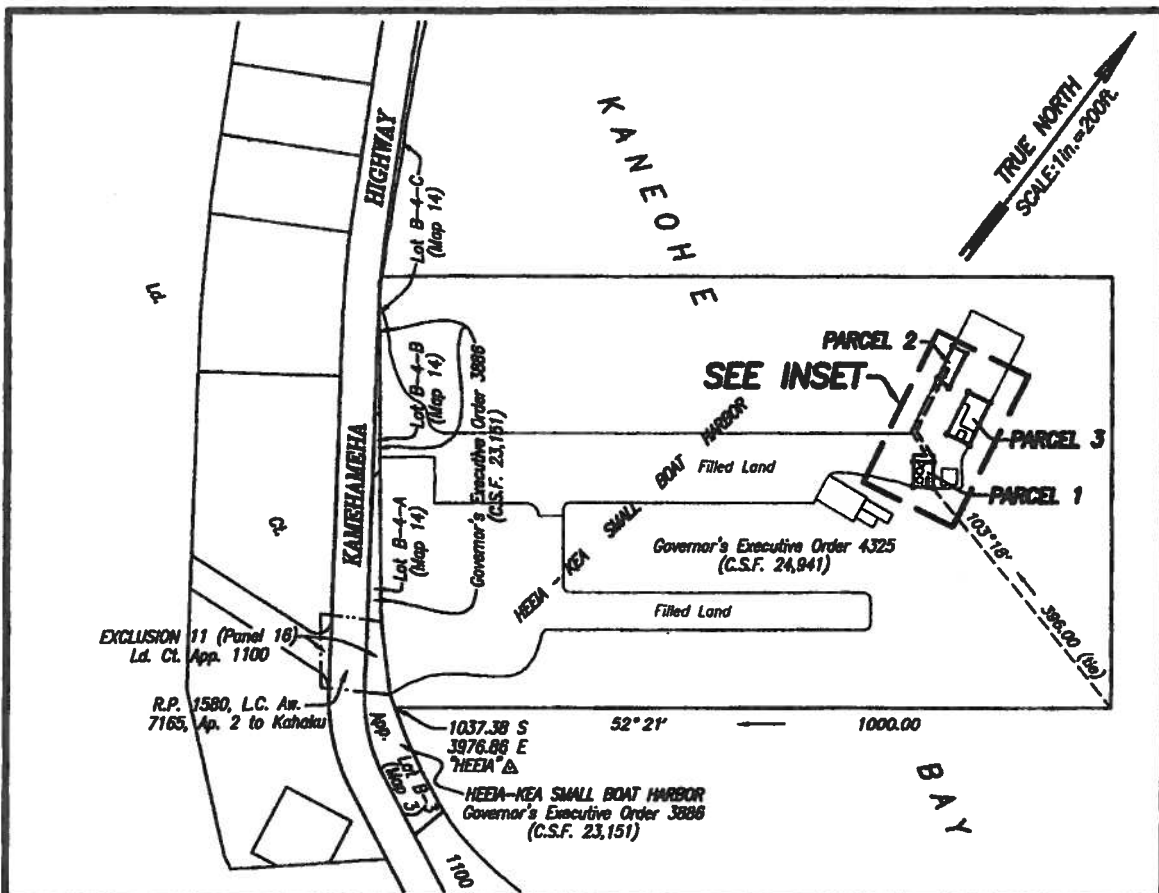 KANEOHE
TRUE NORTH
SCALE: 1in.=200ft.
HIGHWAY
Lot B-4-C
(Map 14)
Ld.
PARCEL 2
SEE INSET
Lot B-4-B
(Map 14)
Governor's Executive Order 3886
(C.S.F. 23,151)
HEEIA-KEA SMALL BOAT HARBOR
Filled Land
PARCEL 3
PARCEL 1
KAMEHAMEHA
Lot B-4-A
(Map 14)
Ct.
Governor's Executive Order 4325
(C.S.F. 24,941)
103°18'
396.00 (tie)
Filled Land
EXCLUSION 11 (Panel 16)
Ld. Ct. App. 1100
R.P. 1580, L.C. Aw.
7165, Ap. 2 to Kahaku
1037.38 S
3976.86 E
"HEEIA"
52°21'
1000.00
App.
Lot B-3
(Map 3)
HEEIA-KEA SMALL BOAT HARBOR
Governor's Executive Order 3886
(C.S.F. 23,151)
1100
BAY